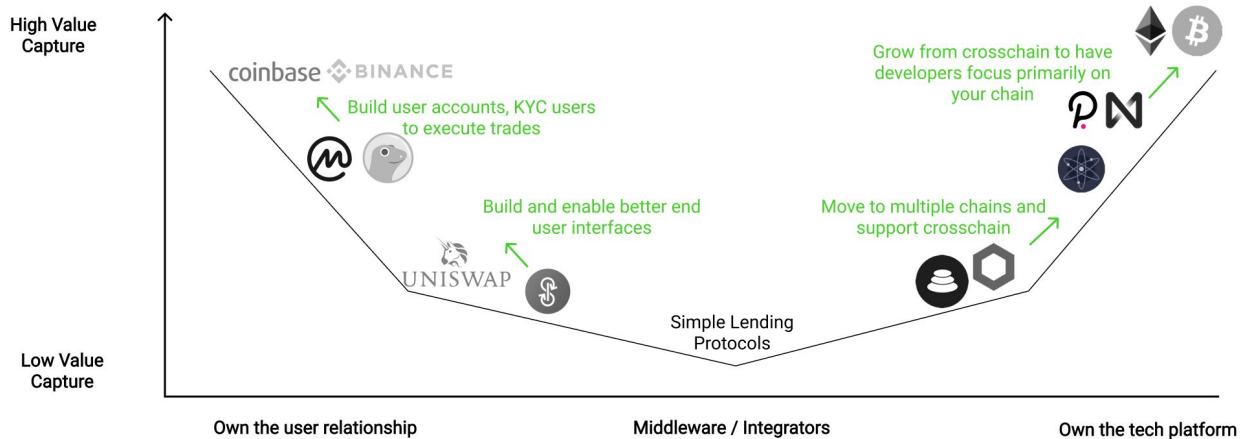 High Value
Capture
coinbase BINANCE
Build user accounts, KYC users
to execute trades
Grow from crosschain to have
developers focus primarily on
your chain
Build and enable better end
user interfaces
Move to multiple chains and
support crosschain
UNISWAP
Simple Lending
Protocols
Low Value
Capture
Own the user relationship
Middleware / Integrators
Own the tech platform